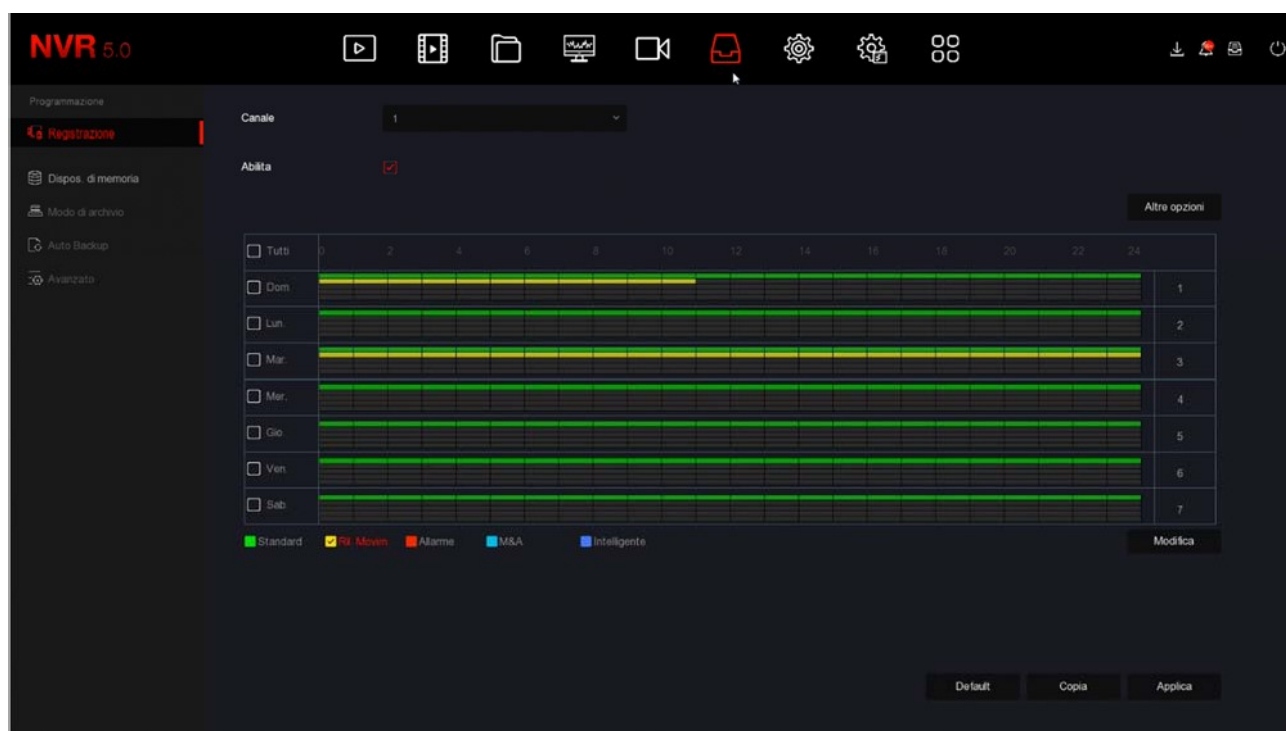 NVR 5.0
Programmazione
Registrazione
Dispos. di memoria
Modo di archivio
Auto Backup
Avanzato
Canale 1
Abilita
Altre opzioni
Tutti 0 2 4 6 8 10 12 14 16 18 20 22 24
Dom 1
Lun. 2
Mar. 3
Mer. 4
Gio. 5
Ven. 6
Sab. 7
Standard Ril. Movim Allarme M&A Intelligente Modifica
Default Copia Applica